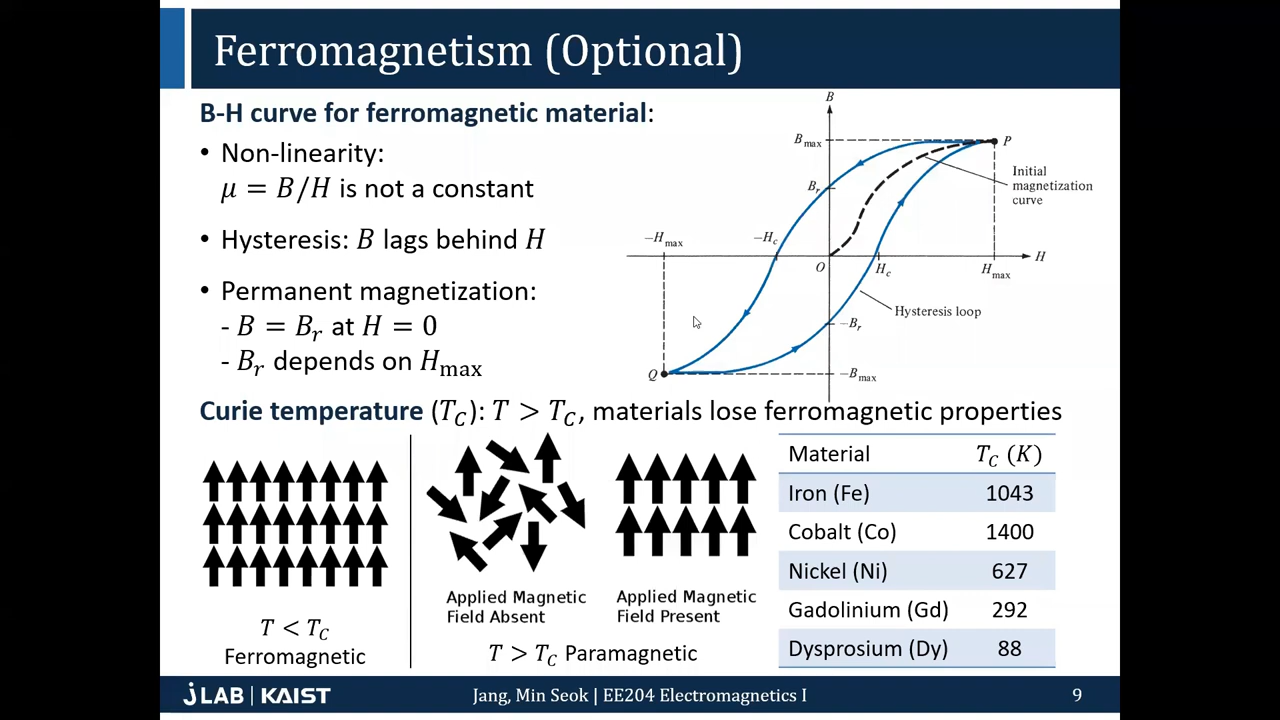 Ferromagnetism (Optional)
B-H curve for ferromagnetic material:
• Non-linearity:
μ = B/H is not a constant
• Hysteresis: B lags behind H
• Permanent magnetization:
- B = B_r at H = 0
- B_r depends on H_max
B
B_max
P
Initial
magnetization
curve
B_r
−H_max
−H_c
O
H_c
H_max
H
Hysteresis loop
−B_r
Q
−B_max
Curie temperature (T_C): T > T_C, materials lose ferromagnetic properties
T < T_C
Ferromagnetic
Applied Magnetic
Field Absent
Applied Magnetic
Field Present
T > T_C Paramagnetic
Material T_C (K)
Iron (Fe) 1043
Cobalt (Co) 1400
Nickel (Ni) 627
Gadolinium (Gd) 292
Dysprosium (Dy) 88
jLAB | KAIST
Jang, Min Seok | EE204 Electromagnetics I
9